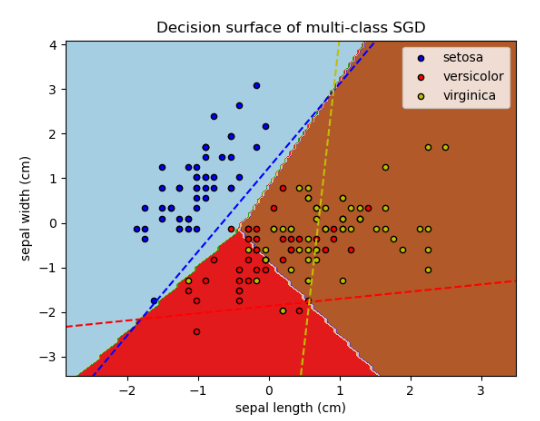 Decision surface of multi-class SGD
setosa
versicolor
virginica
4
3
2
1
0
−1
−2
−3
sepal width (cm)
−2 −1 0 1 2 3
sepal length (cm)